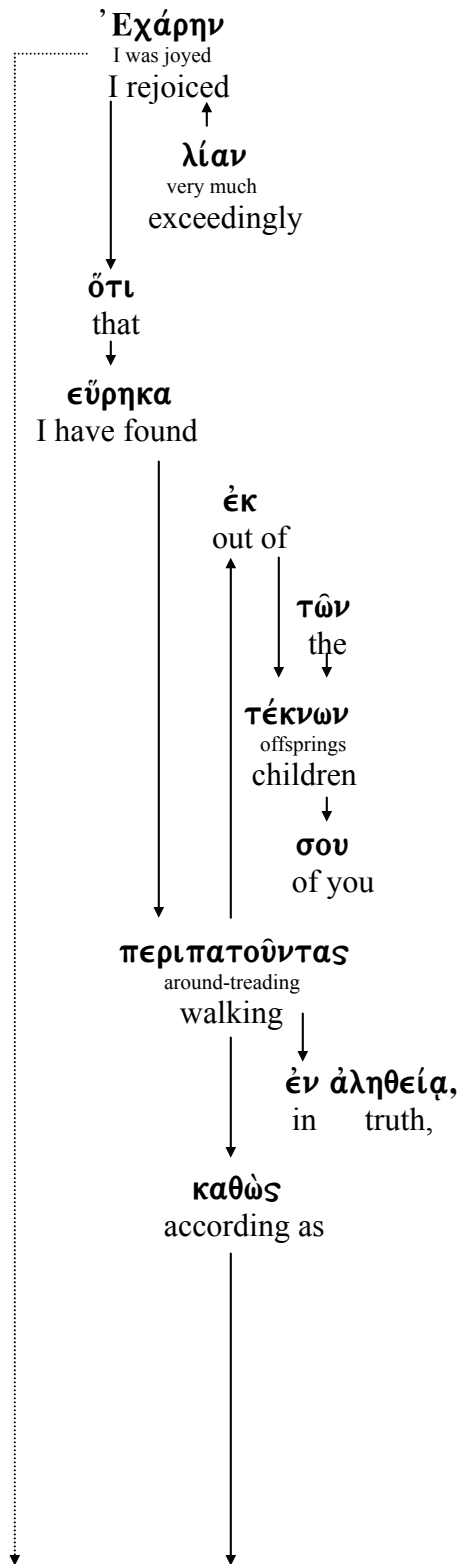 Ἐχάρην
I was joyed
I rejoiced
λίαν
very much
exceedingly
ὅτι
that
εὕρηκα
I have found
ἐκ
out of
τῶν
the
τέκνων
offsprings
children
σου
of you
περιπατοῦντας
around-treading
walking
ἐν ἀληθείᾳ,
in truth,
καθὼς
according as